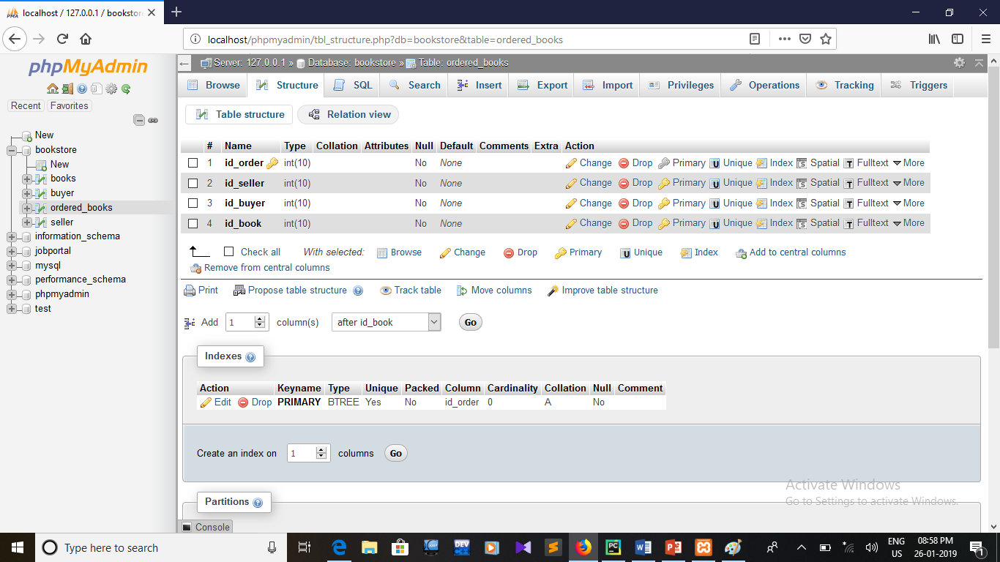 localhost / 127.0.0.1 / bookstor
localhost/phpmyadmin/tbl_structure.php?db=bookstore&table=ordered_books
phpMyAdmin
Recent Favorites
New
bookstore
New
books
buyer
ordered_books
seller
information_schema
jobportal
mysql
performance_schema
phpmyadmin
test
Server: 127.0.0.1 » Database: bookstore » Table: ordered_books
Browse Structure SQL Search Insert Export Import Privileges Operations Tracking Triggers
Table structure Relation view
# Name Type Collation Attributes Null Default Comments Extra Action
1 id_order int(10) No None Change Drop Primary Unique Index Spatial Fulltext More
2 id_seller int(10) No None Change Drop Primary Unique Index Spatial Fulltext More
3 id_buyer int(10) No None Change Drop Primary Unique Index Spatial Fulltext More
4 id_book int(10) No None Change Drop Primary Unique Index Spatial Fulltext More
Check all With selected: Browse Change Drop Primary Unique Index Add to central columns
Remove from central columns
Print Propose table structure Track table Move columns Improve table structure
Add 1 column(s) after id_book Go
Indexes
Action Keyname Type Unique Packed Column Cardinality Collation Null Comment
Edit Drop PRIMARY BTREE Yes No id_order 0 A No
Create an index on 1 columns Go
Partitions
Console
Activate Windows
Go to Settings to activate Windows.
Type here to search
ENG
US
08:58 PM
26-01-2019